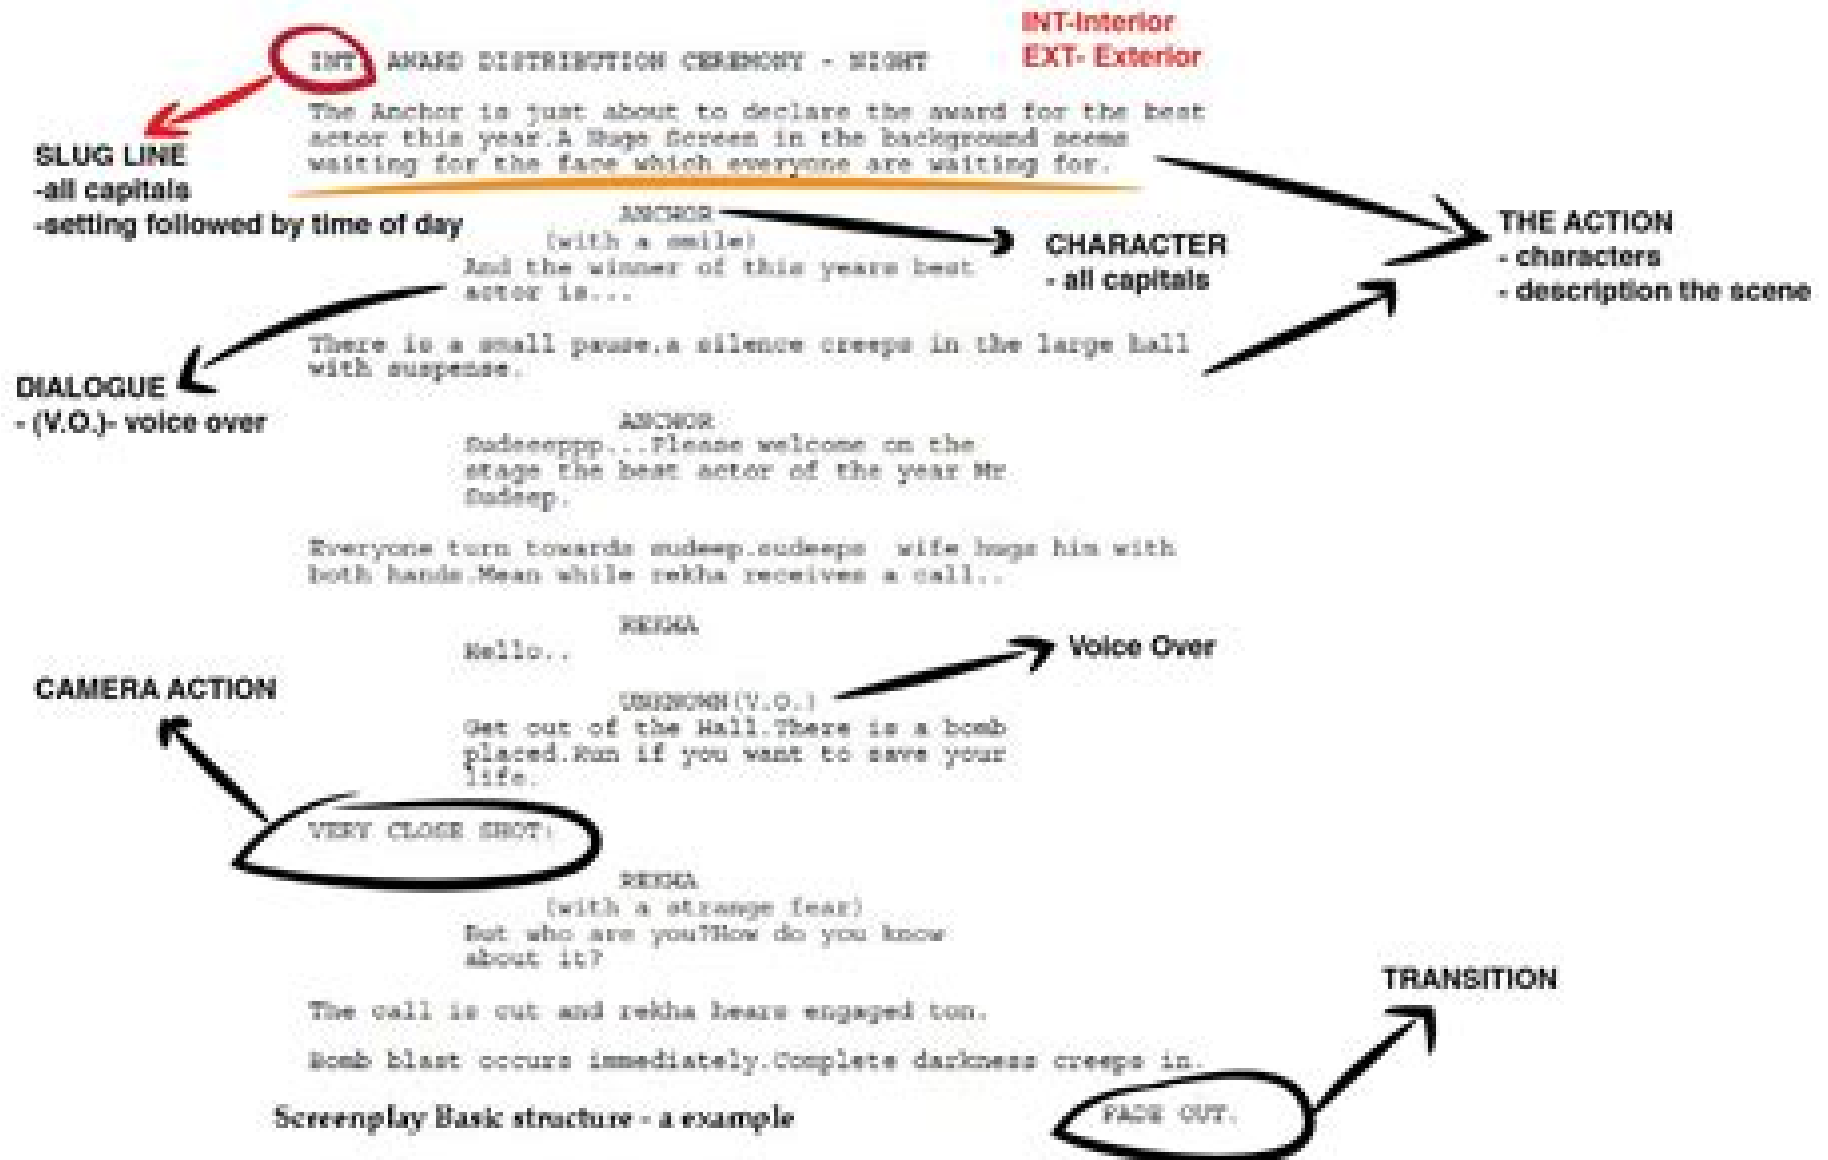 INT-Interior
EXT- Exterior
INT AWARD DISTRIBUTION CEREMONY - NIGHT
The Anchor is just about to declare the award for the best
actor this year.A Huge Screen in the background seems
waiting for the face which everyone are waiting for.
SLUG LINE
-all capitals
-setting followed by time of day
ANCHOR
(with a smile)
And the winner of this years best
actor is...
CHARACTER
- all capitals
THE ACTION
- characters
- description the scene
There is a small pause,a silence creeps in the large hall
with suspense.
DIALOGUE
- (V.O.)- voice over
ANCHOR
Sudeeeppp...Please welcome on the
stage the best actor of the year Mr
Sudeep.
Everyone turn towards sudeep.sudeeps wife hugs him with
both hands.Mean while rekha receives a call..
REKHA
Hello..
Voice Over
CAMERA ACTION
UNKNOWN(V.O.)
Get out of the Hall.There is a bomb
placed.Run if you want to save your
life.
VERY CLOSE SHOT:
REKHA
(with a strange fear)
But who are you?How do you know
about it?
TRANSITION
The call is cut and rekha hears engaged ton.
Bomb blast occurs immediately.Complete darkness creeps in.
FADE OUT.
Screenplay Basic structure - a example